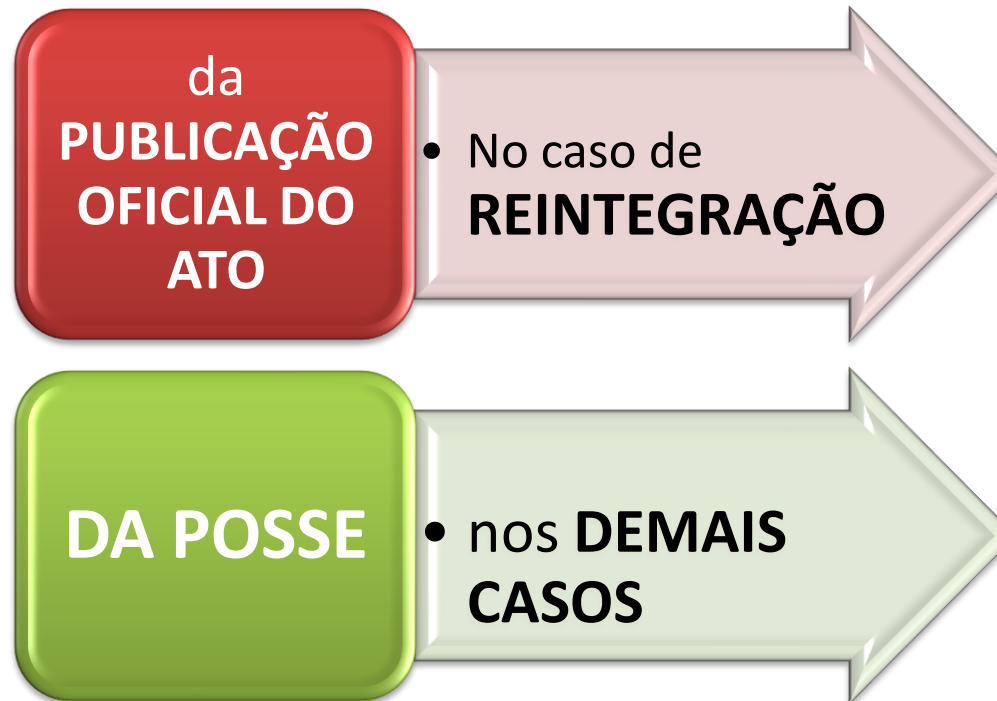 da
PUBLICAÇÃO
OFICIAL DO
ATO
• No caso de
REINTEGRAÇÃO
DA POSSE
• nos DEMAIS
CASOS